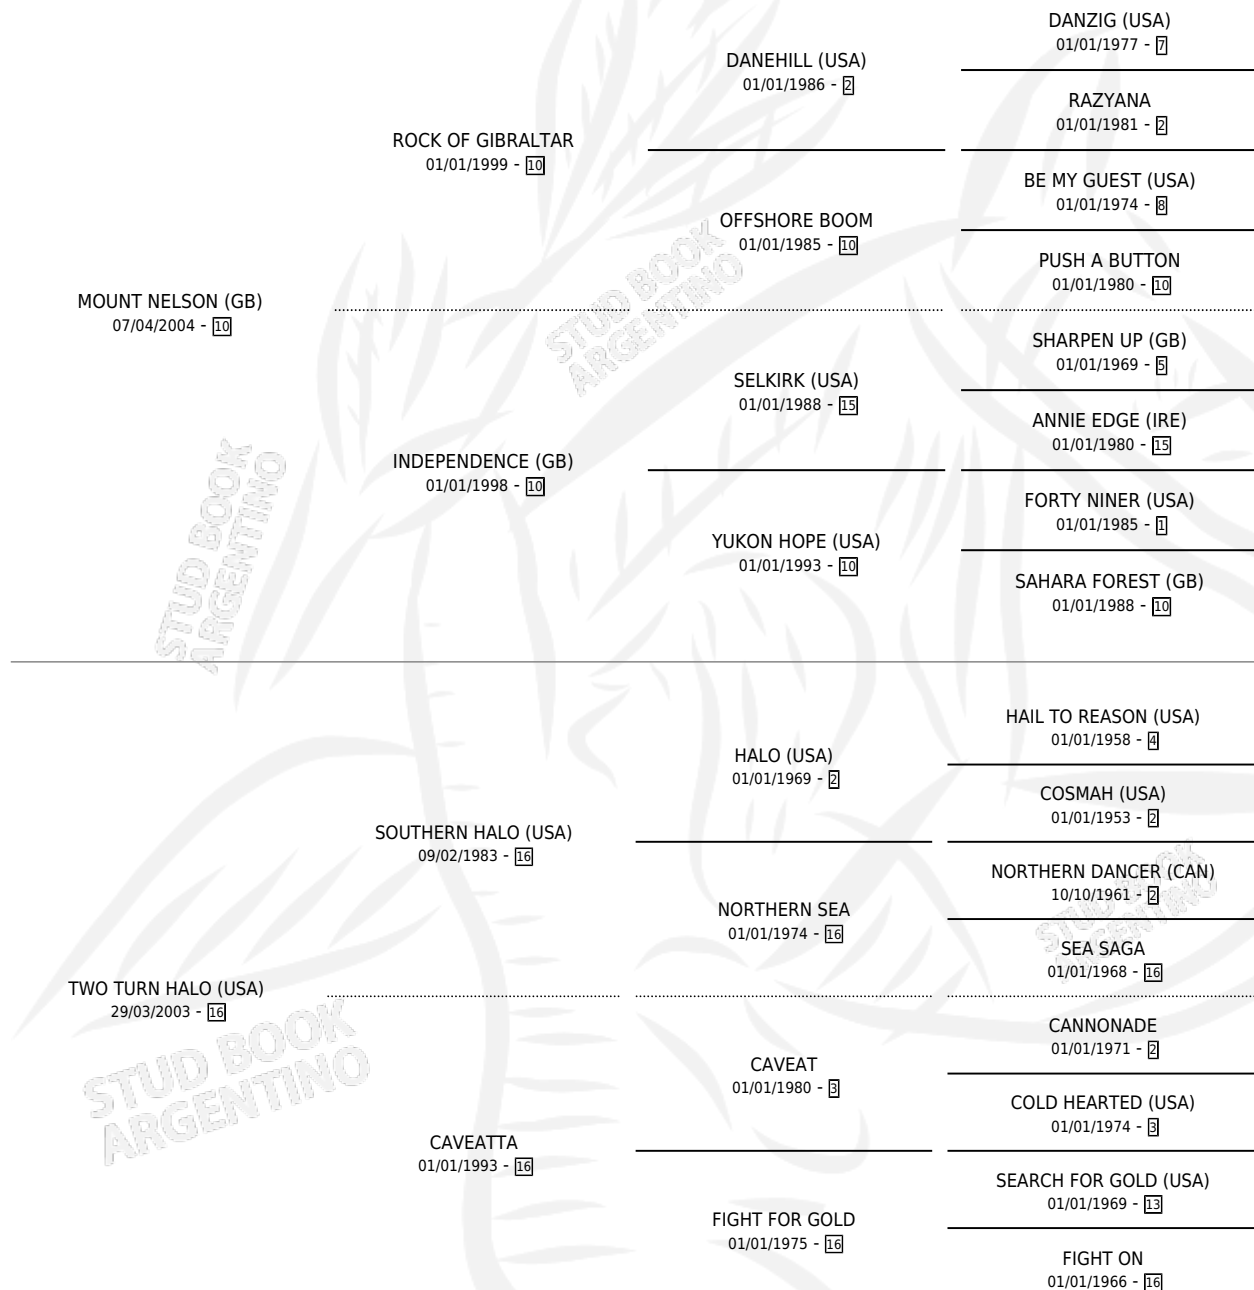 DANZIG (USA)
01/01/1977 - 7
DANEHILL (USA)
01/01/1986 - 2
RAZYANA
01/01/1981 - 2
ROCK OF GIBRALTAR
01/01/1999 - 10
BE MY GUEST (USA)
01/01/1974 - 8
OFFSHORE BOOM
01/01/1985 - 10
PUSH A BUTTON
01/01/1980 - 10
MOUNT NELSON (GB)
07/04/2004 - 10
STUD BOOK
ARGENTINO
SHARPEN UP (GB)
01/01/1969 - 5
SELKIRK (USA)
01/01/1988 - 15
ANNIE EDGE (IRE)
01/01/1980 - 15
INDEPENDENCE (GB)
01/01/1998 - 10
FORTY NINER (USA)
01/01/1985 - 1
YUKON HOPE (USA)
01/01/1993 - 10
SAHARA FOREST (GB)
01/01/1988 - 10
STUD BOOK
ARGENTINO
HAIL TO REASON (USA)
01/01/1958 - 4
HALO (USA)
01/01/1969 - 2
COSMAH (USA)
01/01/1953 - 2
SOUTHERN HALO (USA)
09/02/1983 - 16
NORTHERN DANCER (CAN)
10/10/1961 - 2
NORTHERN SEA
01/01/1974 - 16
SEA SAGA
01/01/1968 - 16
STUD BOOK
ARGENTINO
TWO TURN HALO (USA)
29/03/2003 - 16
STUD BOOK
ARGENTINO
CANNONADE
01/01/1971 - 2
CAVEAT
01/01/1980 - 3
COLD HEARTED (USA)
01/01/1974 - 3
CAVEATTA
01/01/1993 - 16
SEARCH FOR GOLD (USA)
01/01/1969 - 13
FIGHT FOR GOLD
01/01/1975 - 16
FIGHT ON
01/01/1966 - 16